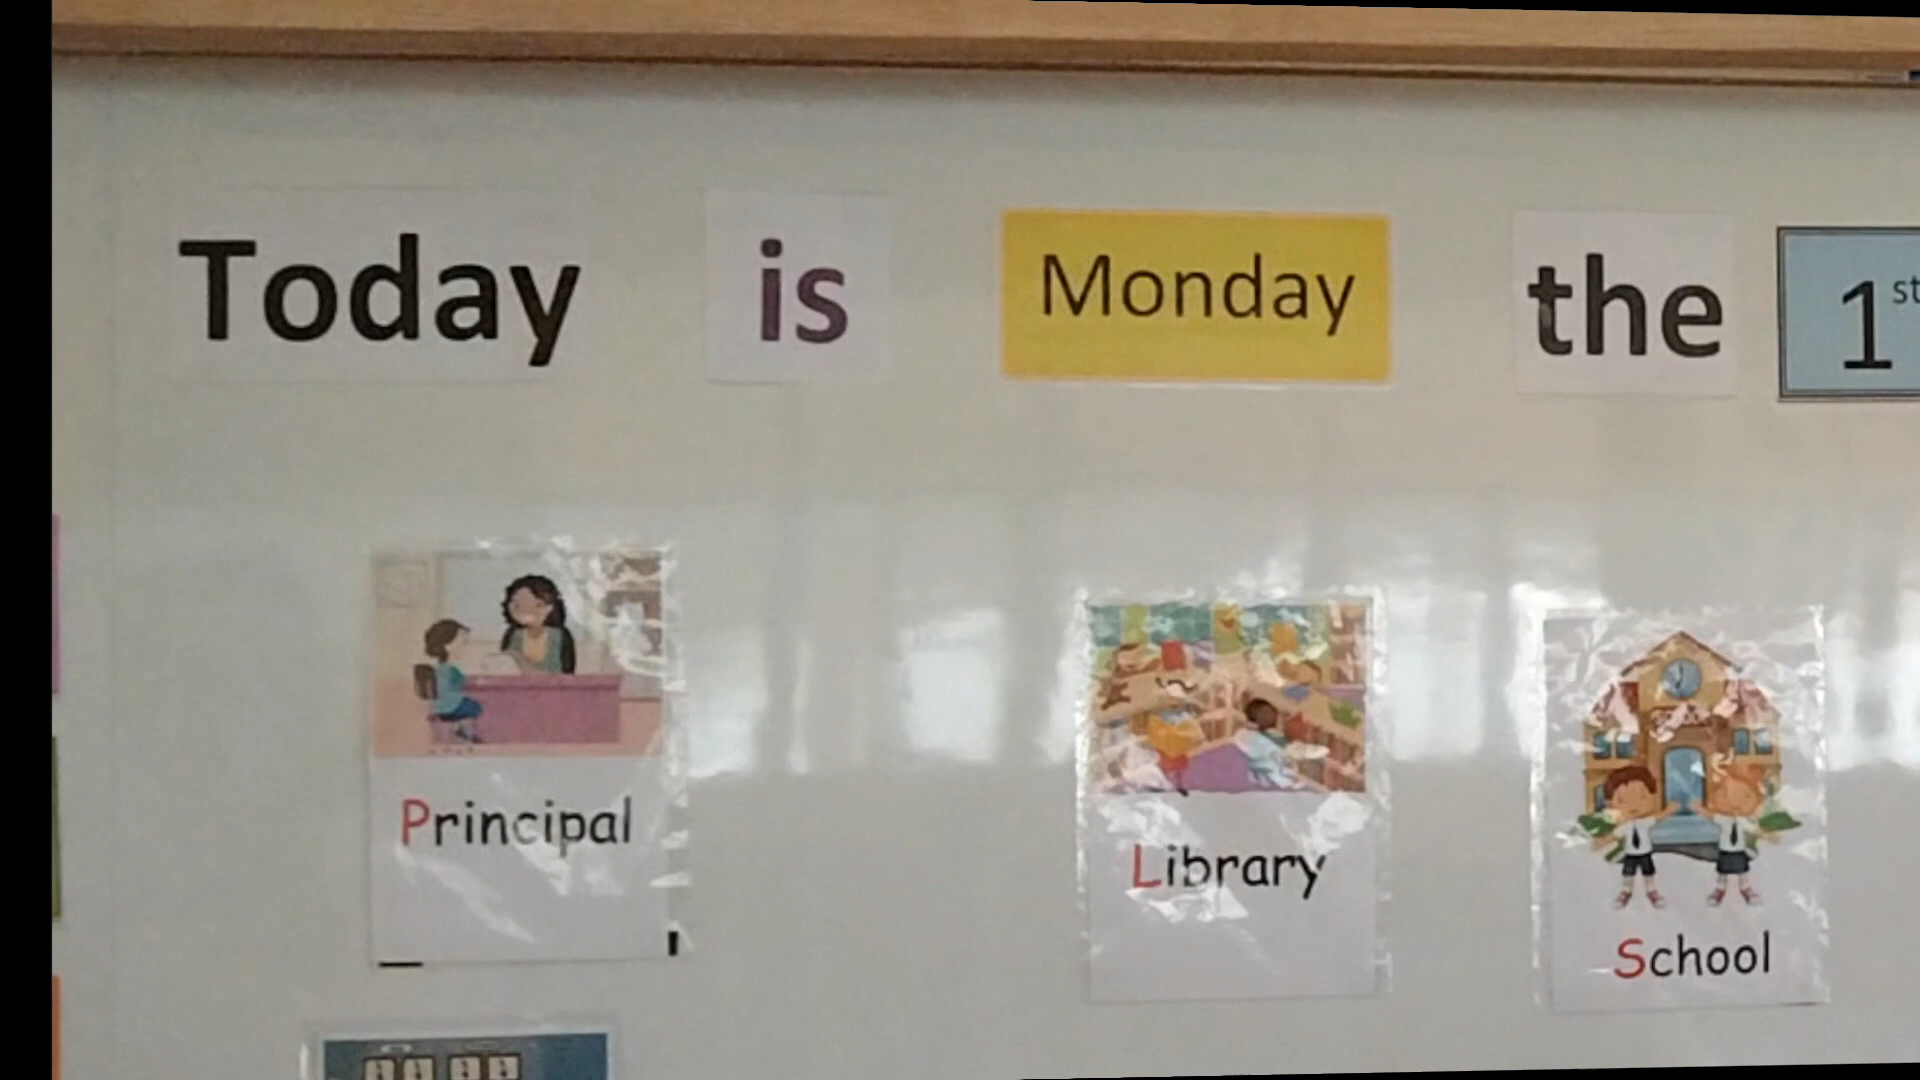 Today is Monday the 1st
Principal
Library
School